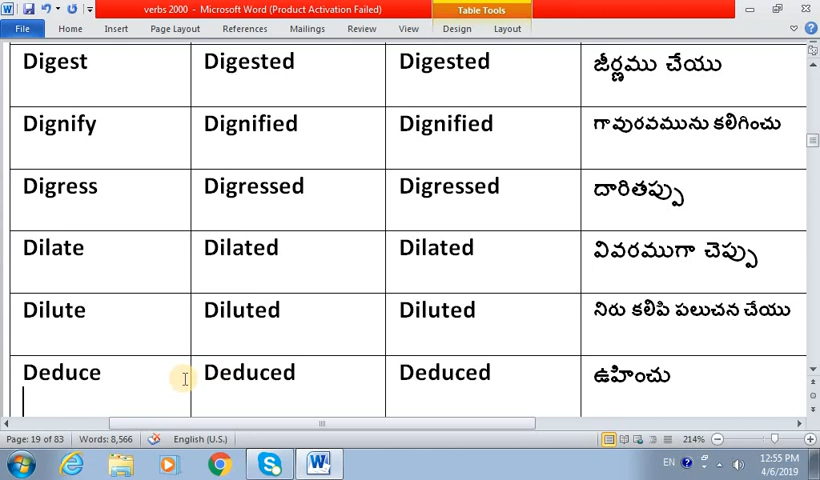 verbs 2000 - Microsoft Word (Product Activation Failed)
Table Tools
File Home Insert Page Layout References Mailings Review View Design Layout
Digest Digested Digested జీర్ణము చేయు
Dignify Dignified Dignified గావురవమును కలిగించు
Digress Digressed Digressed దారితప్పు
Dilate Dilated Dilated వివరముగా చెప్పు
Dilute Diluted Diluted నిరు కలిపి పలుచన చేయు
Deduce Deduced Deduced ఉహించు
Page: 19 of 83 Words: 8,566 English (U.S.) 214%
EN 12:55 PM
4/6/2019